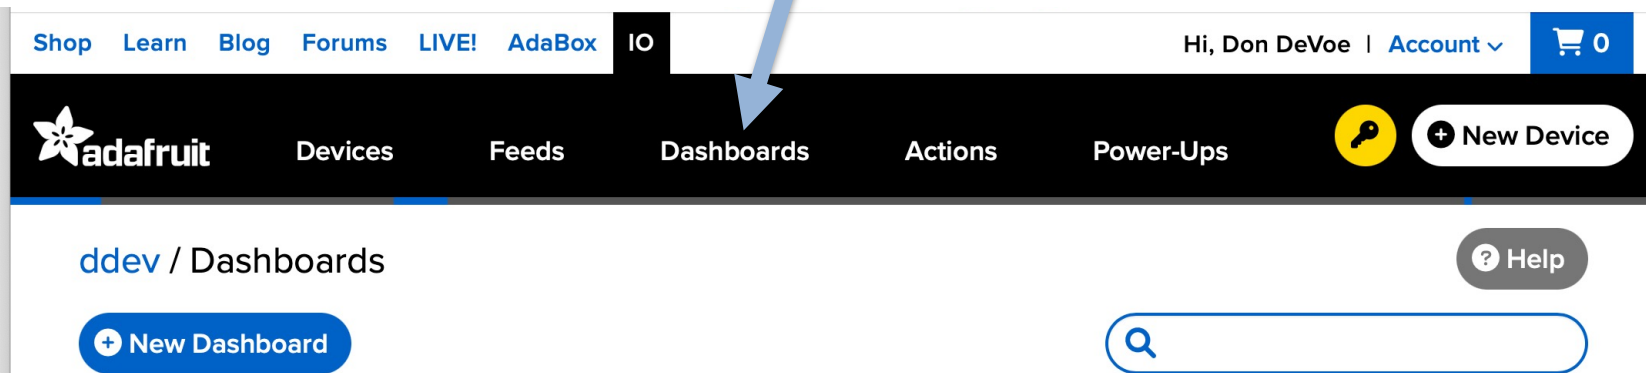 Shop Learn Blog Forums LIVE! AdaBox IO Hi, Don DeVoe | Account 0
adafruit Devices Feeds Dashboards Actions Power-Ups New Device
ddev / Dashboards ? Help
New Dashboard